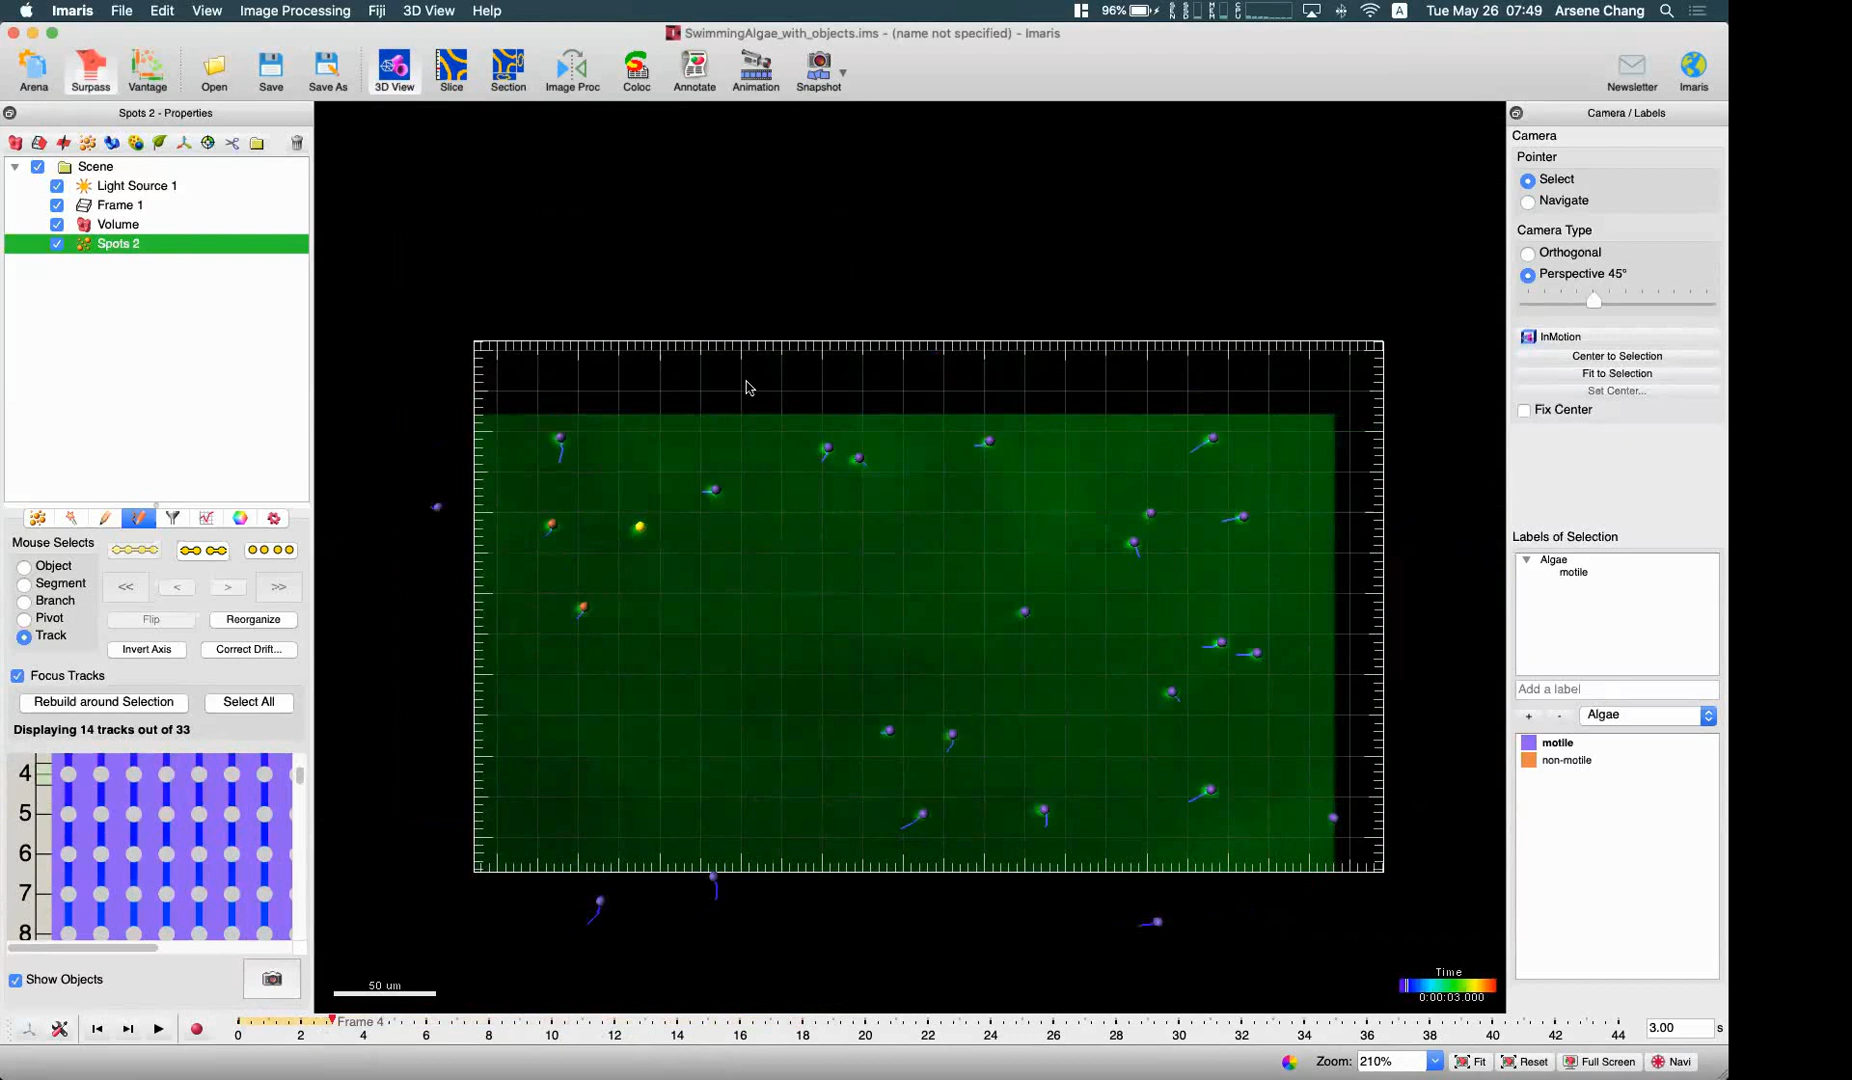 Imaris File Edit View Image Processing Fiji 3D View Help 96% Tue May 26 07:49 Arsene Chang
SwimmingAlgae_with_objects.ims - (name not specified) - Imaris
Arena Surpass Vantage Open Save Save As 3D View Slice Section Image Proc Coloc Annotate Animation Snapshot Newsletter Imaris
Spots 2 - Properties
Scene
Light Source 1
Frame 1
Volume
Spots 2
Mouse Selects
Object
Segment
Branch
Pivot
Track
<< < > >>
Flip Reorganize
Invert Axis Correct Drift...
Focus Tracks
Rebuild around Selection Select All
Displaying 14 tracks out of 33
4
5
6
7
8
Show Objects
50 um
Time
0:00:03.000
Camera / Labels
Camera
Pointer
Select
Navigate
Camera Type
Orthogonal
Perspective 45°
InMotion
Center to Selection
Fit to Selection
Set Center...
Fix Center
Labels of Selection
Algae
motile
Add a label
+ - Algae
motile
non-motile
Frame 4
0 2 4 6 8 10 12 14 16 18 20 22 24 26 28 30 32 34 36 38 40 42 44 3.00 s
Zoom: 210% Fit Reset Full Screen Navi